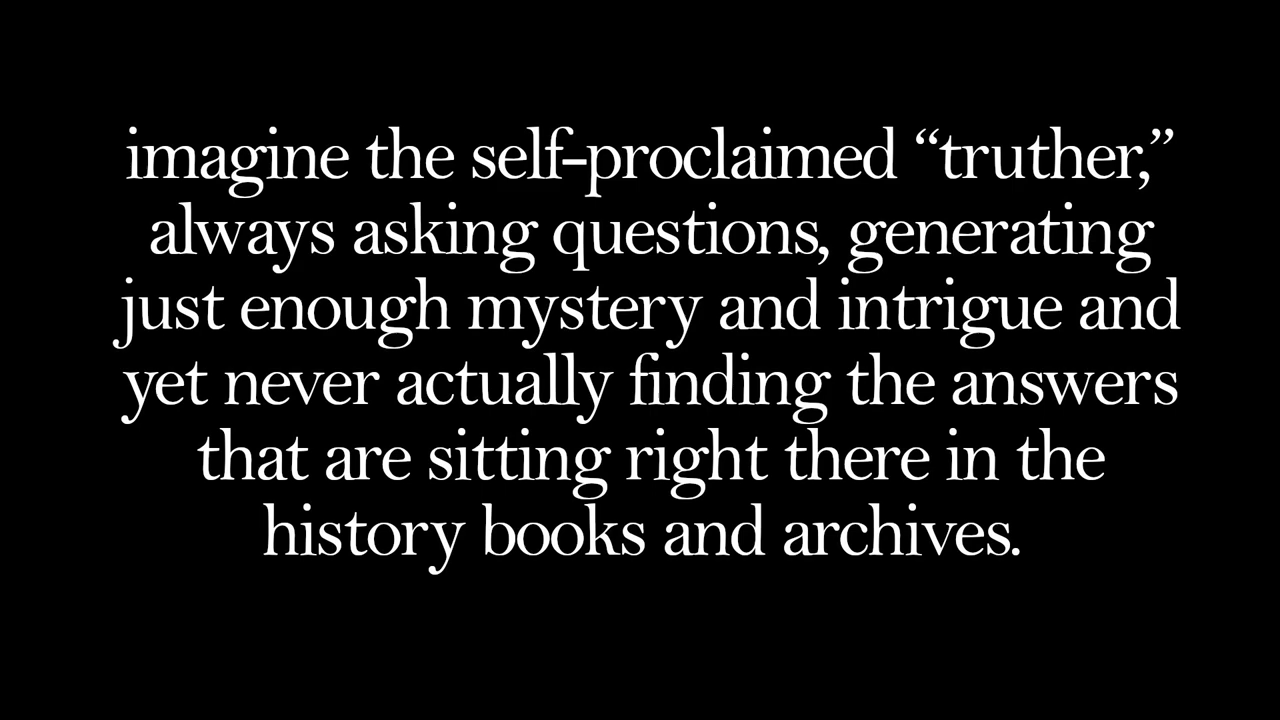 imagine the self-proclaimed “truther,”
always asking questions, generating
just enough mystery and intrigue and
yet never actually finding the answers
that are sitting right there in the
history books and archives.